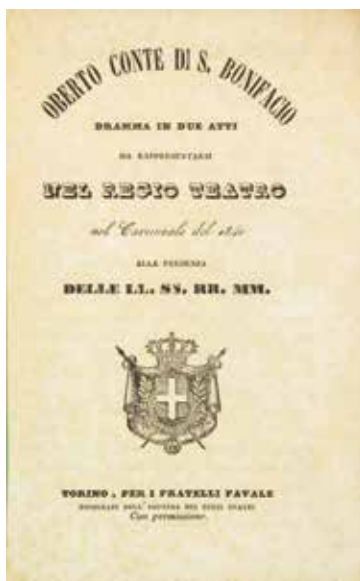 OBERTO CONTE DI S. BONIFACIO
DRAMMA IN DUE ATTI
DA RAPPRESENTARSI
NEL REGIO TEATRO
nel Carnevale del 1840
ALLA PRESENZA
DELLE LL. SS. RR. MM.
TORINO, PER I FRATELLI FAVALE
Con permissione.